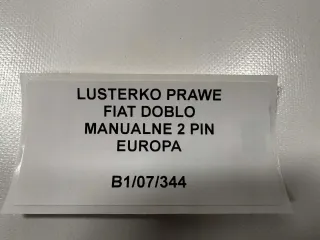 LUSTERKO PRAWE
FIAT DOBLO
MANUALNE 2 PIN
EUROPA
B1/07/344